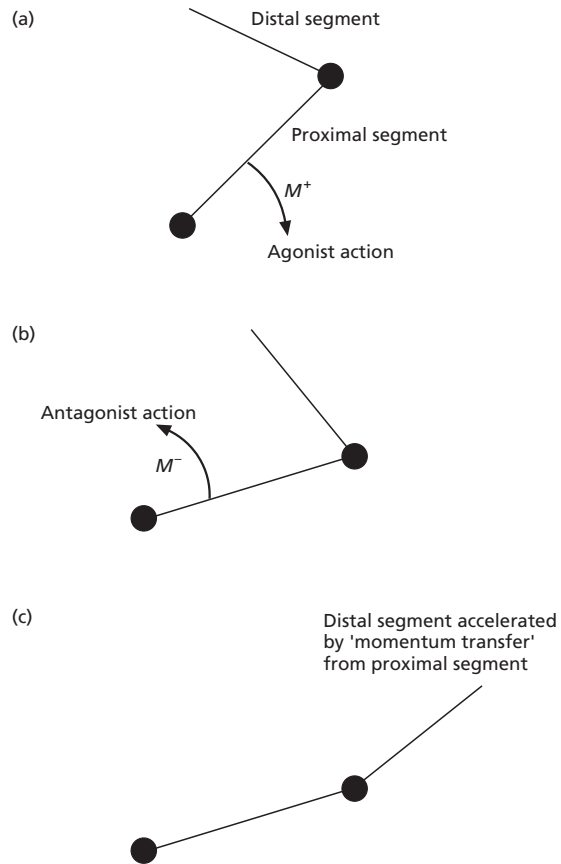 (a)
Distal segment
Proximal segment
M⁺
Agonist action
(b)
Antagonist action
M⁻
(c)
Distal segment accelerated
by 'momentum transfer'
from proximal segment